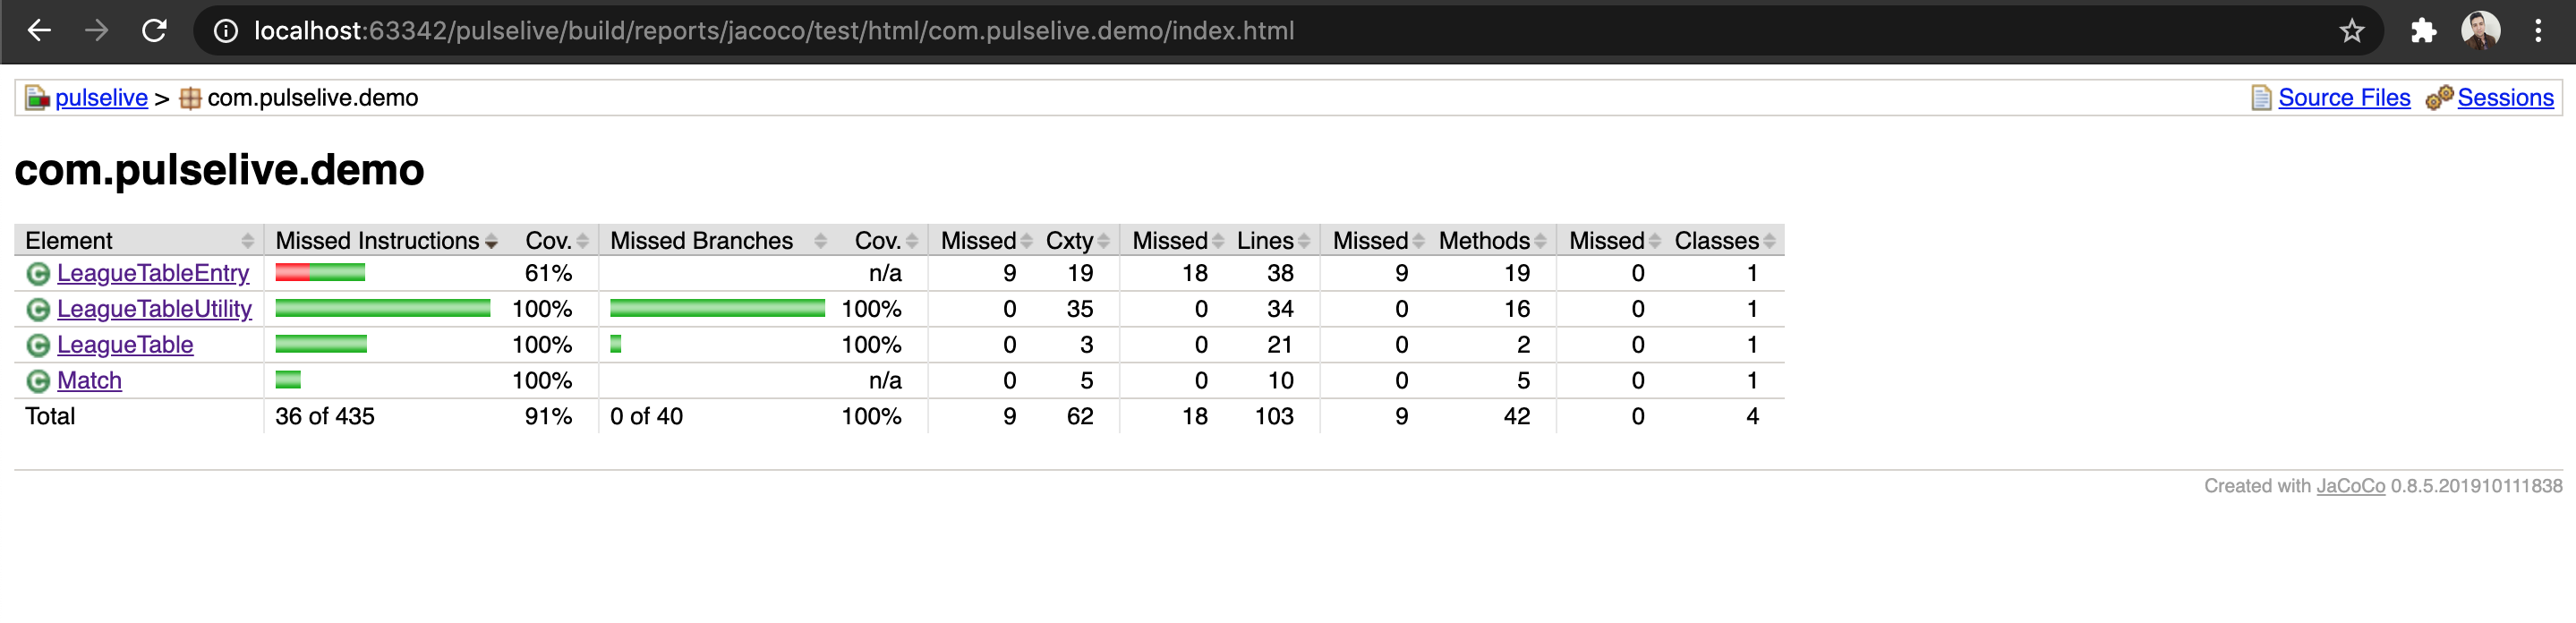 localhost:63342/pulselive/build/reports/jacoco/test/html/com.pulselive.demo/index.html
pulselive > com.pulselive.demo Source Files Sessions
com.pulselive.demo
Element Missed Instructions Cov. Missed Branches Cov. Missed Cxty Missed Lines Missed Methods Missed Classes
LeagueTableEntry 61% n/a 9 19 18 38 9 19 0 1
LeagueTableUtility 100% 100% 0 35 0 34 0 16 0 1
LeagueTable 100% 100% 0 3 0 21 0 2 0 1
Match 100% n/a 0 5 0 10 0 5 0 1
Total 36 of 435 91% 0 of 40 100% 9 62 18 103 9 42 0 4
Created with JaCoCo 0.8.5.201910111838